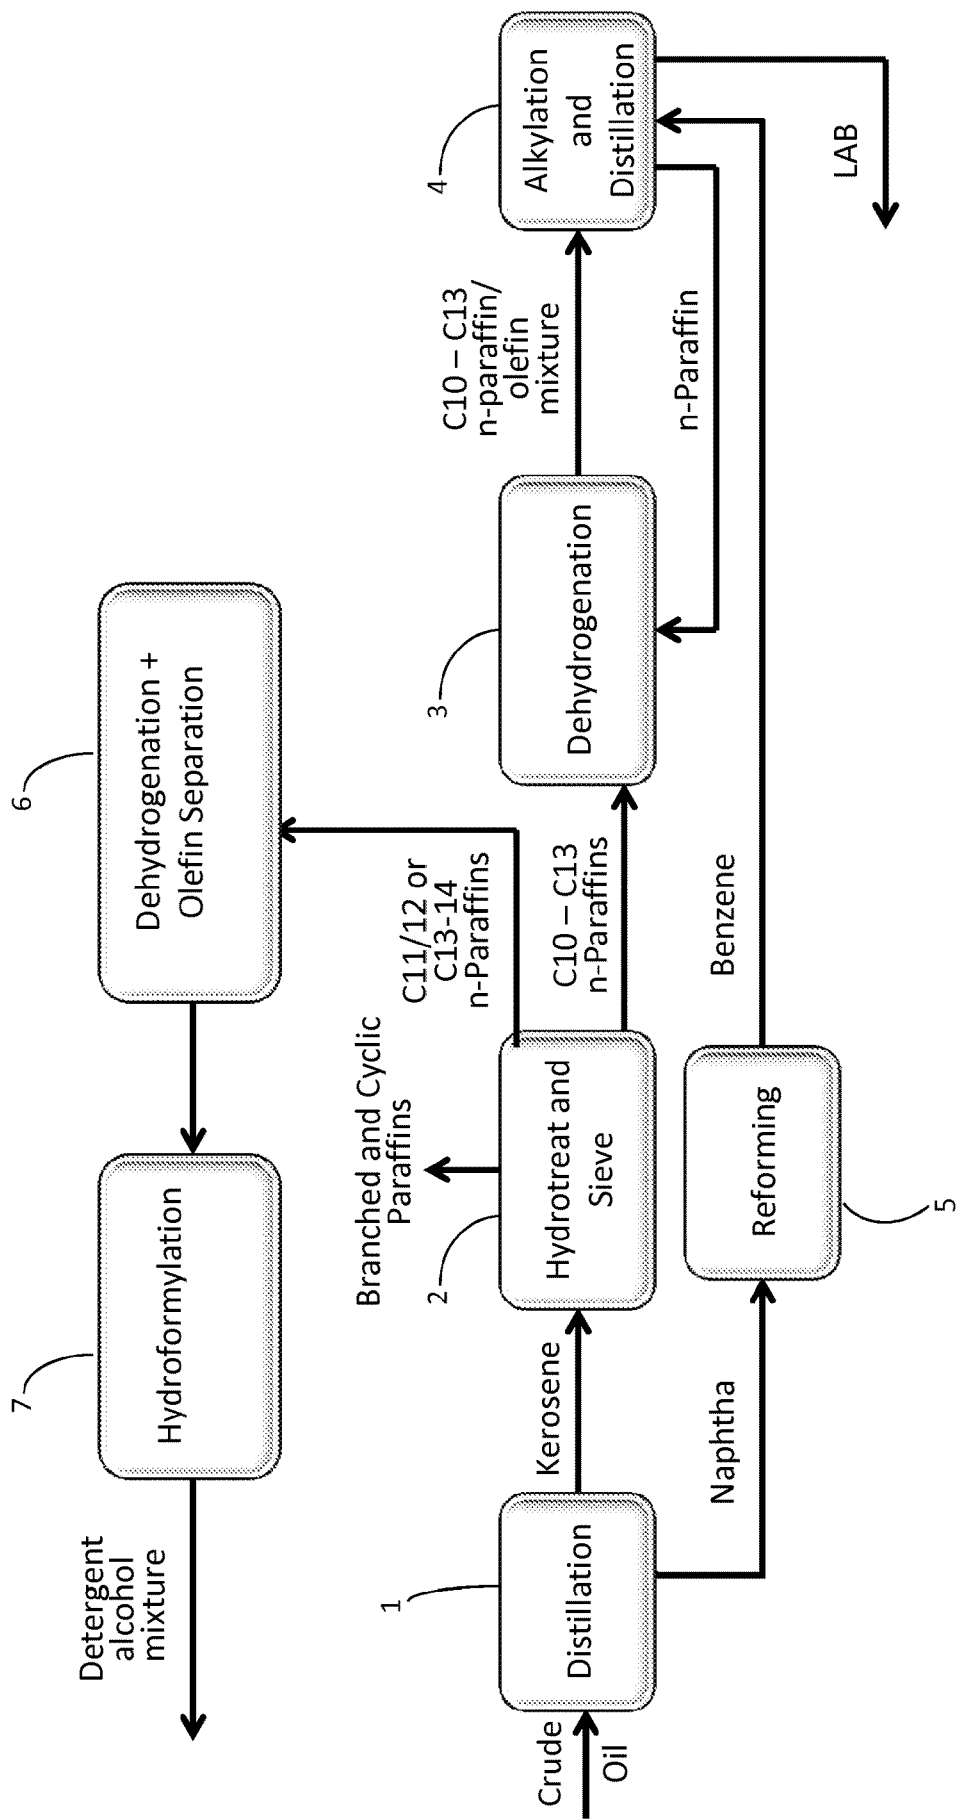 Detergent
alcohol
mixture
7
Hydroformylation
6
Dehydrogenation +
Olefin Separation
Branched and Cyclic
Paraffins
C11/12 or
C13-14
n-Paraffins
Crude
Oil
1
Distillation
Kerosene
2
Hydrotreat and
Sieve
C10 – C13
n-Paraffins
3
Dehydrogenation
C10 – C13
n-paraffin/
olefin
mixture
4
Alkylation
and
Distillation
n-Paraffin
Naphtha
Reforming
5
Benzene
LAB